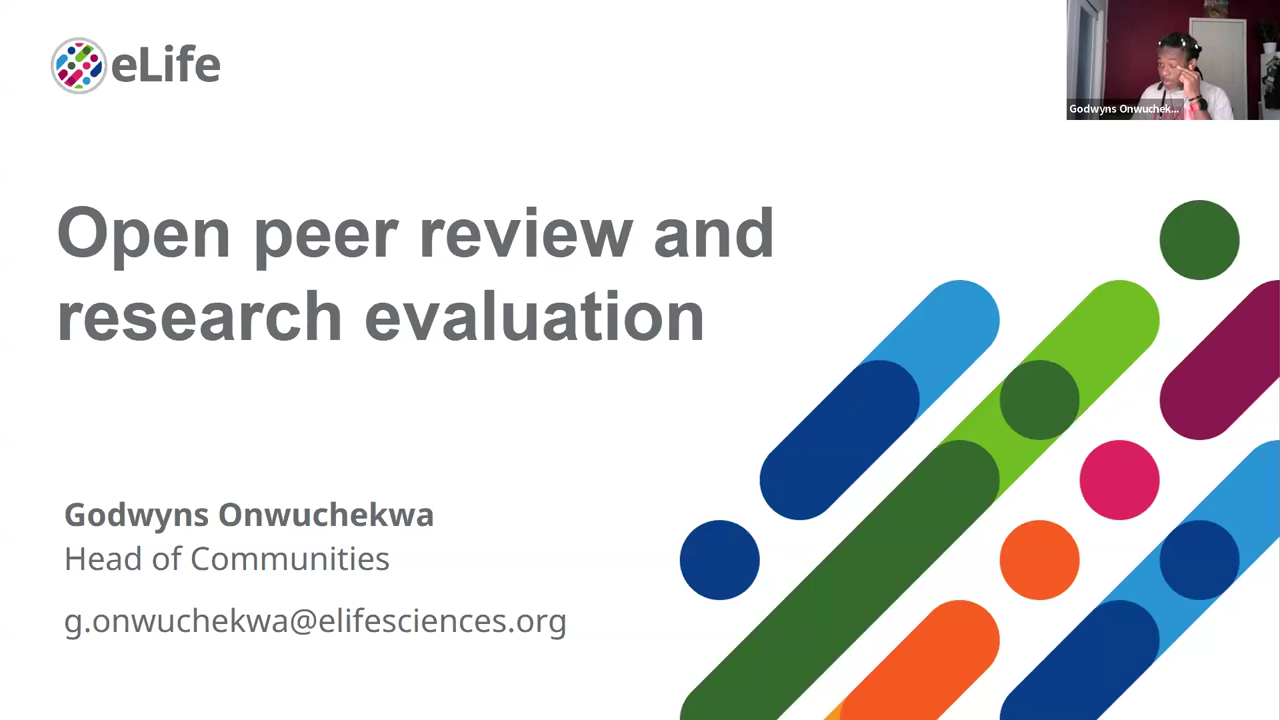 eLife
Godwyns Onwuchek...
Open peer review and
research evaluation
Godwyns Onwuchekwa
Head of Communities
g.onwuchekwa@elifesciences.org